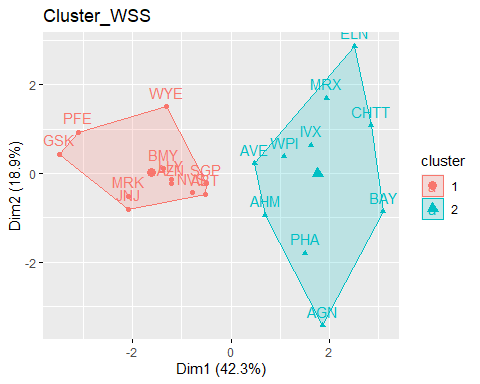 Cluster_WSS
ELN
MRX
WYE
CHTT
PFE
IVX
GSK
WPI
AVE
BMY
SGP
MRK
JNJ
BAY
AHM
PHA
AGN
2
0
-2
-2
0
2
Dim2 (18.9%)
Dim1 (42.3%)
cluster
1
2